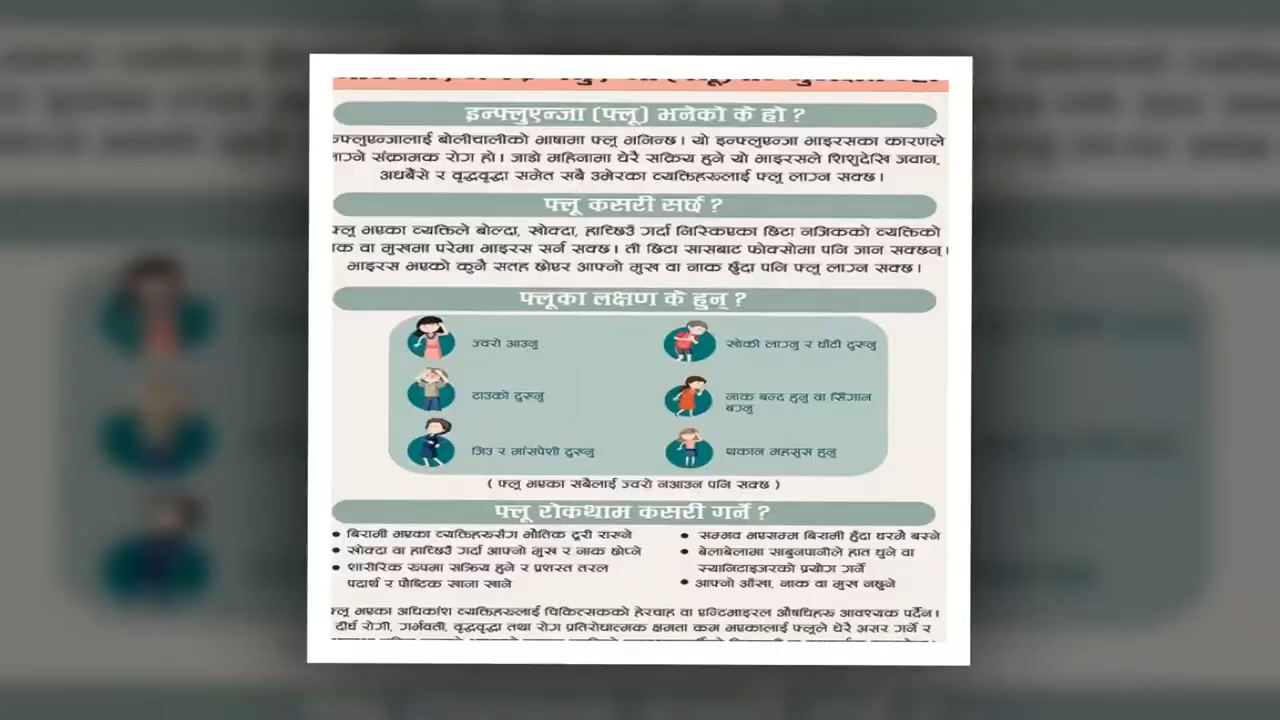 इन्फ्लुएन्जा (फ्लू) भनेको के हो ?
न्फ्लुएन्जालाई बोलीचालीको भाषामा फ्लू भनिन्छ। यो इन्फ्लुएन्जा भाइरसका कारणले
लाग्ने संक्रामक रोग हो। जाडो महिनामा धेरै सक्रिय हुने यो भाइरसले शिशुदेखि जवान,
अधबैंसे र वृद्धवृद्धा समेत सबै उमेरका व्यक्तिहरूलाई फ्लू लाग्न सक्छ।
फ्लू कसरी सर्छ ?
फ्लू भएका व्यक्तिले बोल्दा, खोक्दा, हाच्छिउँ गर्दा निस्किएका छिटा नजिकको व्यक्तिको
नाक वा मुखमा परेमा भाइरस सर्न सक्छ। ती छिटा सासबाट फोक्सोमा पनि जान सक्छन्।
भाइरस भएको कुनै सतह छोएर आफ्नो मुख वा नाक छुँदा पनि फ्लू लाग्न सक्छ।
फ्लूका लक्षण के हुन् ?
ज्वरो आउनु
खोकी लाग्नु र घाँटी दुख्नु
टाउको दुख्नु
नाक बन्द हुनु वा सिँगान
बग्नु
जिउ र मांसपेशी दुख्नु
थकान महसुस हुनु
( फ्लू भएका सबैलाई ज्वरो नआउन पनि सक्छ )
फ्लू रोकथाम कसरी गर्ने ?
• बिरामी भएका व्यक्तिहरूसँग भौतिक दूरी राख्ने
• खोक्दा वा हाच्छिउँ गर्दा आफ्नो मुख र नाक छोप्ने
• शारीरिक रुपमा सक्रिय हुने र प्रशस्त तरल
पदार्थ र पौष्टिक खाना खाने
• सम्भव भएसम्म बिरामी हुँदा घरमै बस्ने
• बेलाबेलामा साबुनपानीले हात धुने वा
स्यानिटाइजरको प्रयोग गर्ने
• आफ्नो आँखा, नाक वा मुख नछुने
फ्लू भएका अधिकांश व्यक्तिहरूलाई चिकित्सकको हेरचाह वा एन्टिभाइरल औषधिहरू आवश्यक पर्दैन।
दीर्घ रोगी, गर्भवती, वृद्धवृद्धा तथा रोग प्रतिरोधात्मक क्षमता कम भएकालाई फ्लूले धेरै असर गर्ने र